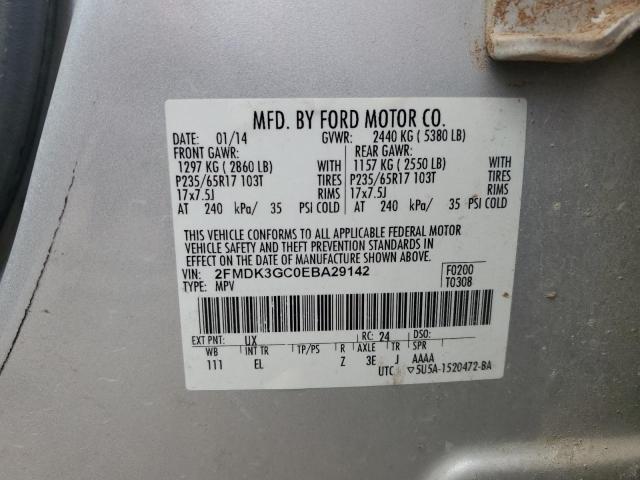 MFD. BY FORD MOTOR CO.
DATE: 01/14 GVWR: 2440 KG ( 5380 LB)
FRONT GAWR: REAR GAWR:
1297 KG ( 2860 LB) WITH 1157 KG ( 2550 LB) WITH
P235/65R17 103T TIRES P235/65R17 103T TIRES
17x7.5J RIMS 17x7.5J RIMS
AT 240 kPa/ 35 PSI COLD AT 240 kPa/ 35 PSI COLD
THIS VEHICLE CONFORMS TO ALL APPLICABLE FEDERAL MOTOR
VEHICLE SAFETY AND THEFT PREVENTION STANDARDS IN
EFFECT ON THE DATE OF MANUFACTURE SHOWN ABOVE.
VIN: 2FMDK3GC0EBA29142 F0200
TYPE: MPV T0308
EXT PNT: UX RC: 24 DSO:
WB INT TR TP/PS R AXLE TR SPR
111 EL Z 3E J AAAA
UTC ▽5U5A-1520472-BA